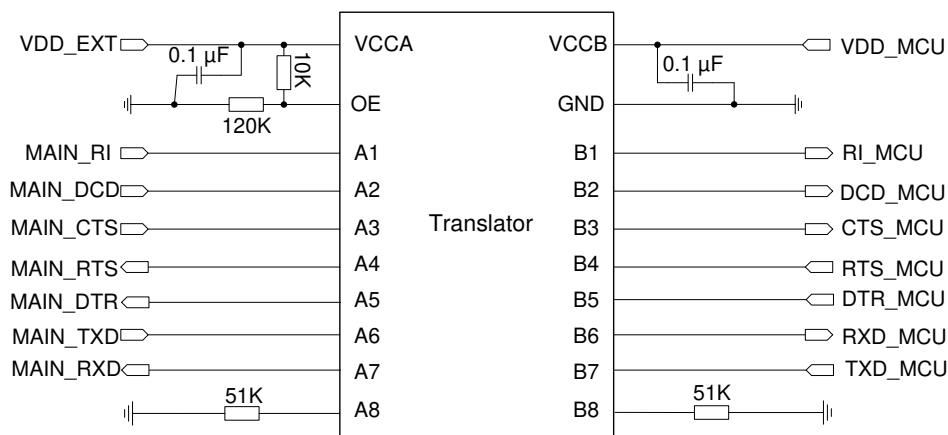 VDD_EXT VCCA VCCB VDD_MCU
0.1 µF 10K 0.1 µF
OE GND
120K
MAIN_RI A1 B1 RI_MCU
MAIN_DCD A2 B2 DCD_MCU
MAIN_CTS A3 Translator B3 CTS_MCU
MAIN_RTS A4 B4 RTS_MCU
MAIN_DTR A5 B5 DTR_MCU
MAIN_TXD A6 B6 RXD_MCU
MAIN_RXD A7 B7 TXD_MCU
51K A8 B8 51K